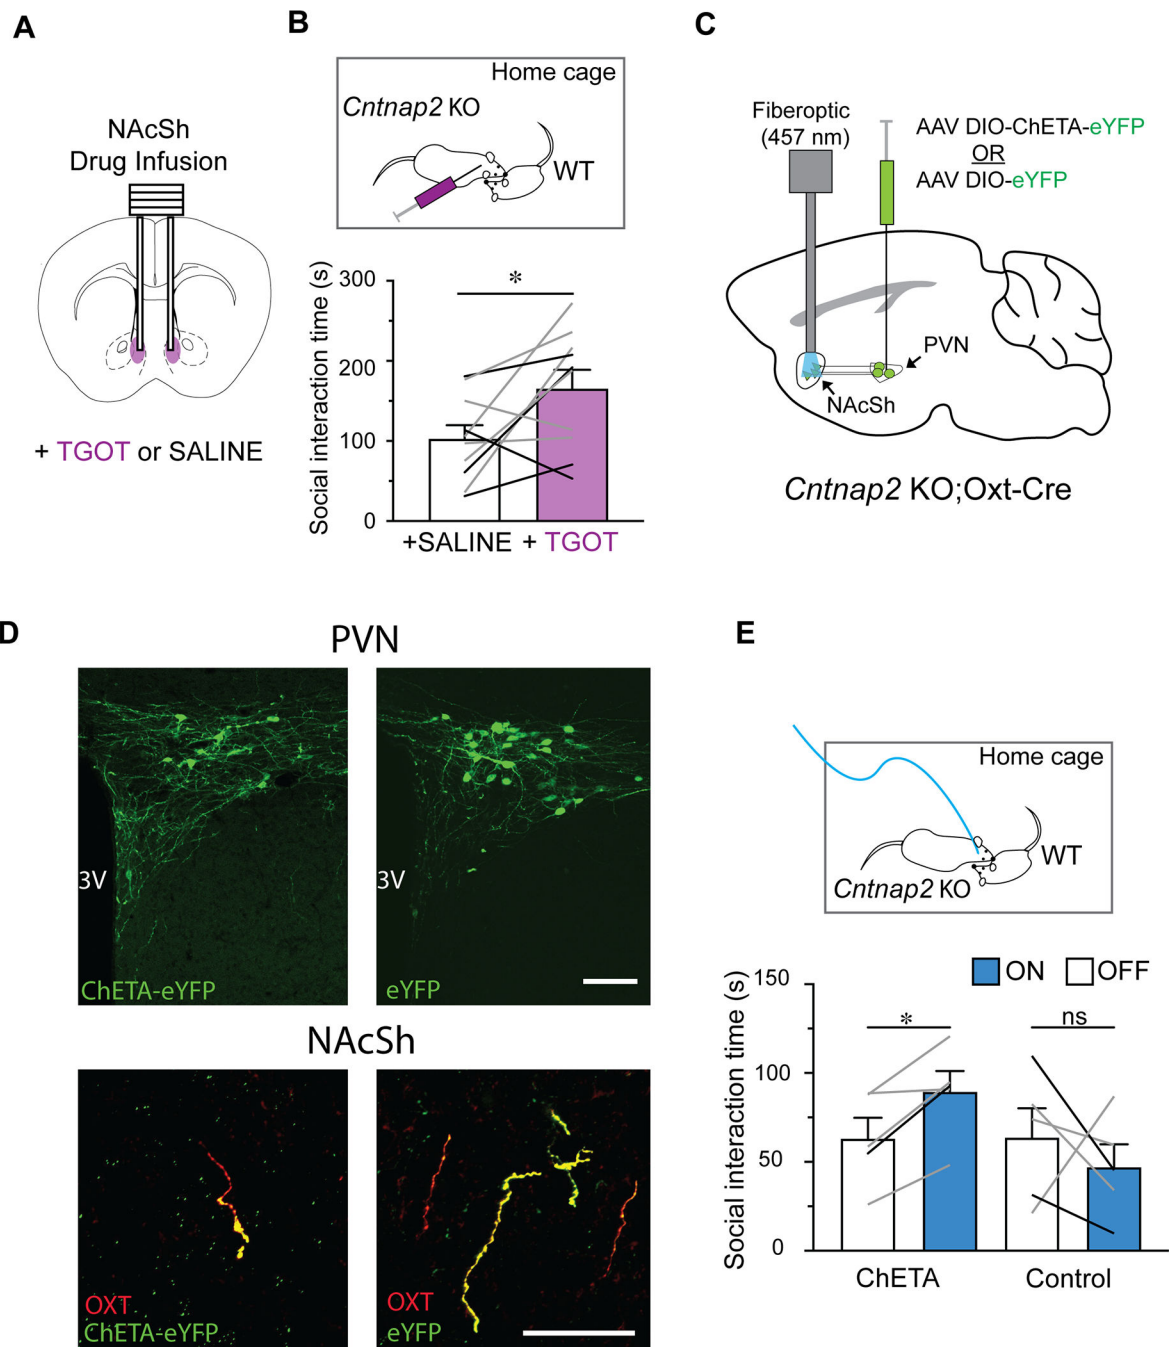 A
NAcSh
Drug Infusion
+ TGOT or SALINE
B
Home cage
Cntnap2 KO
WT
Social interaction time (s)
300
200
100
0
*
+SALINE + TGOT
C
Fiberoptic
(457 nm)
AAV DIO-ChETA-eYFP
OR
AAV DIO-eYFP
PVN
NAcSh
Cntnap2 KO;Oxt-Cre
D
PVN
3V
ChETA-eYFP
3V
eYFP
NAcSh
OXT
ChETA-eYFP
OXT
eYFP
E
Home cage
WT
Cntnap2 KO
ON OFF
Social interaction time (s)
150
100
50
0
*
ns
ChETA Control